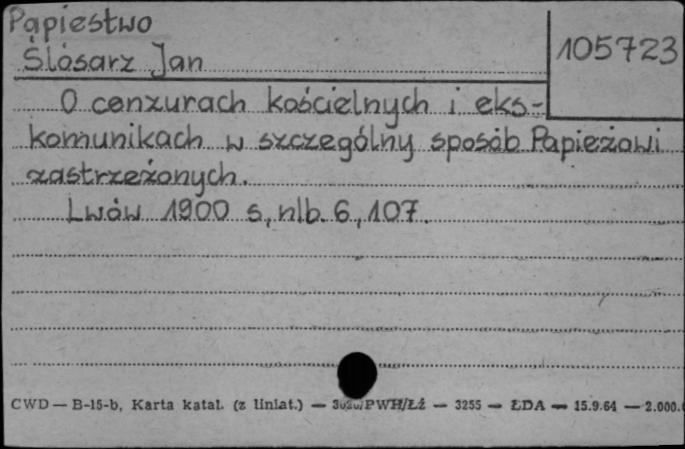 Papiestwo
Ślósarz Jan
105723
O cenzurach kościelnych i eks-
komunikach w szczególny sposób Papieżowi
zastrzeżonych.
Lwów 1900 s, nlb. 6, 107.
CWD — B-15-b, Karta katal. (z liniat.) — PWH/Łź — 3255 — ŁDA — 15.9.64 — 2.000.